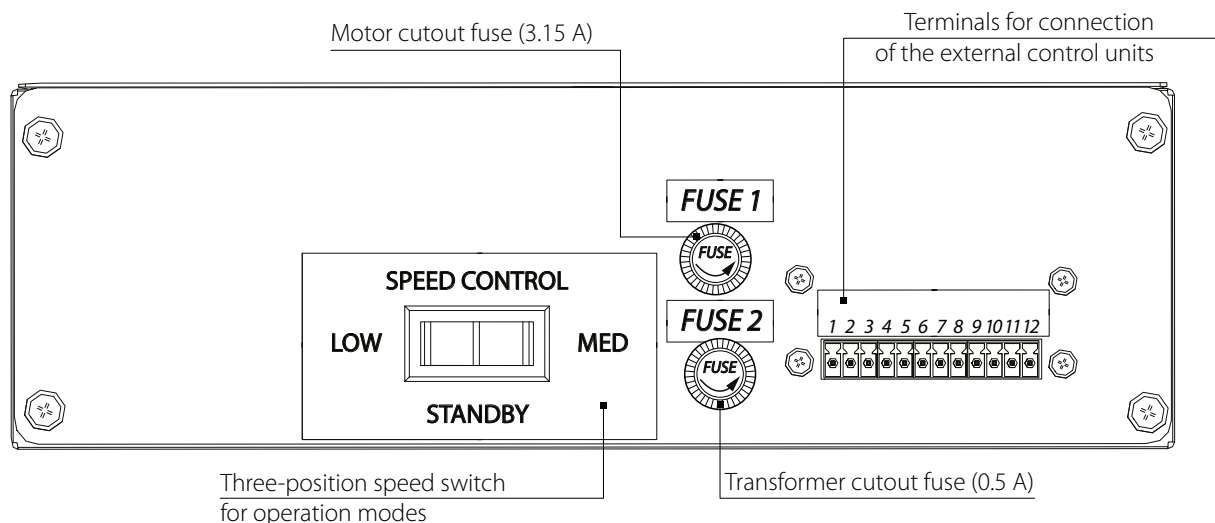 Motor cutout fuse (3.15 A)
Terminals for connection
of the external control units
FUSE 1
FUSE
SPEED CONTROL
LOW
MED
STANDBY
FUSE 2
FUSE
1 2 3 4 5 6 7 8 9 10 11 12
Three-position speed switch
for operation modes
Transformer cutout fuse (0.5 A)